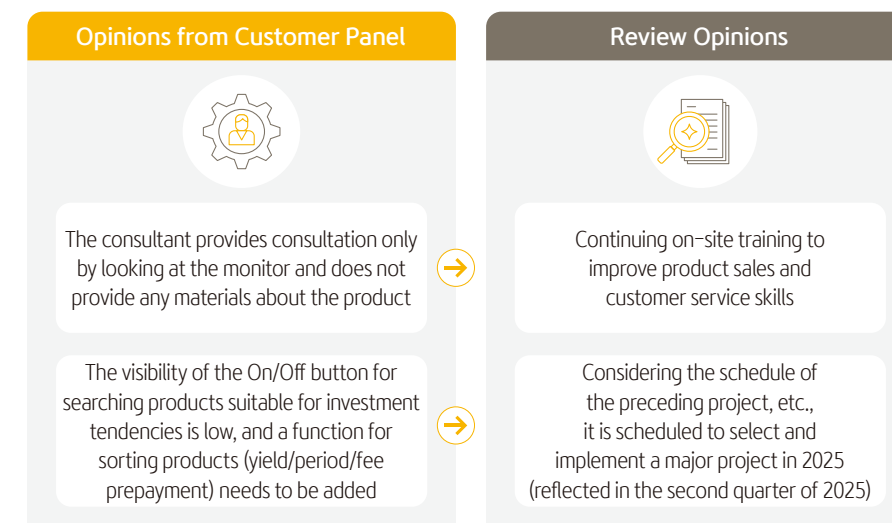 Opinions from Customer Panel
Review Opinions
The consultant provides consultation only
by looking at the monitor and does not
provide any materials about the product
Continuing on-site training to
improve product sales and
customer service skills
The visibility of the On/Off button for
searching products suitable for investment
tendencies is low, and a function for
sorting products (yield/period/fee
prepayment) needs to be added
Considering the schedule of
the preceding project, etc.,
it is scheduled to select and
implement a major project in 2025
(reflected in the second quarter of 2025)